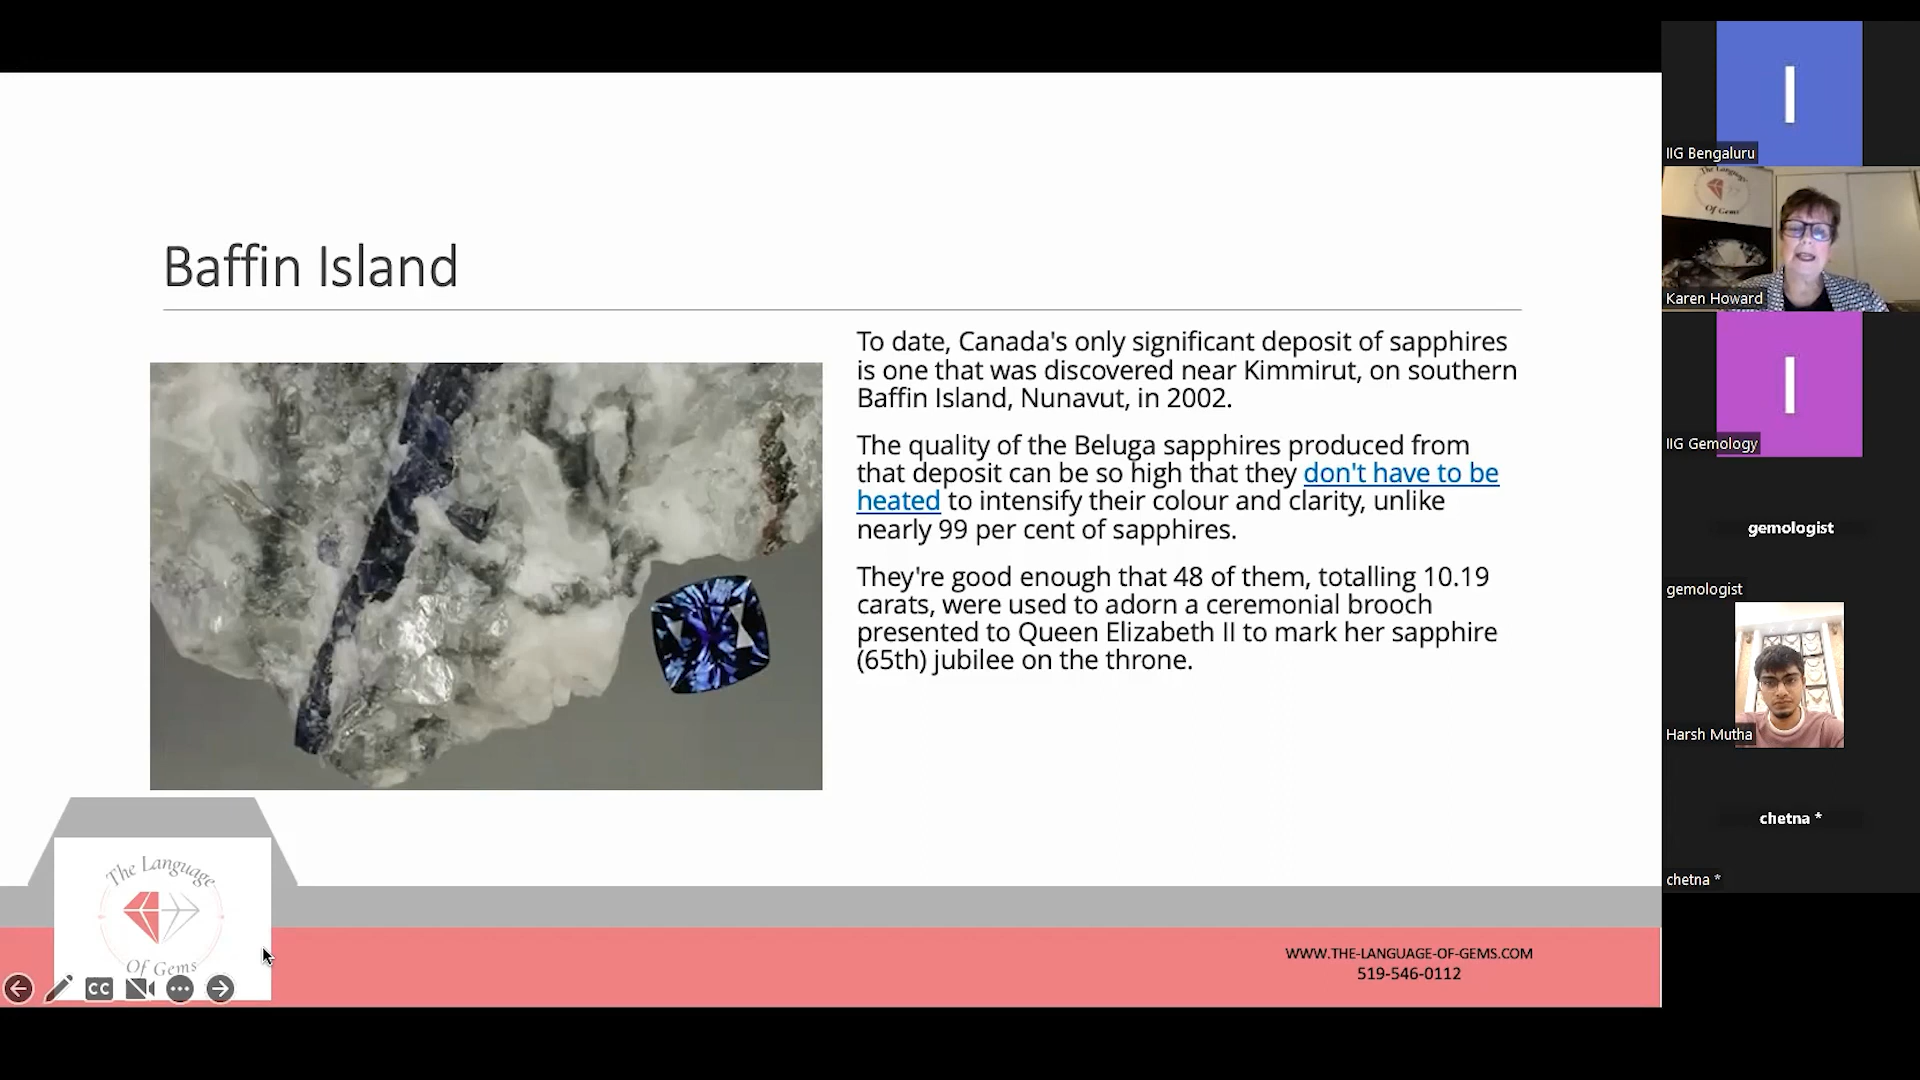 Baffin Island
To date, Canada's only significant deposit of sapphires
is one that was discovered near Kimmirut, on southern
Baffin Island, Nunavut, in 2002.
The quality of the Beluga sapphires produced from
that deposit can be so high that they don't have to be
heated to intensify their colour and clarity, unlike
nearly 99 per cent of sapphires.
They're good enough that 48 of them, totalling 10.19
carats, were used to adorn a ceremonial brooch
presented to Queen Elizabeth II to mark her sapphire
(65th) jubilee on the throne.
The Language
Of Gems
CC
WWW.THE-LANGUAGE-OF-GEMS.COM
519-546-0112
I
IIG Bengaluru
The Language
Of Gems
Karen Howard
I
IIG Gemology
gemologist
gemologist
Harsh Mutha
chetna *
chetna *